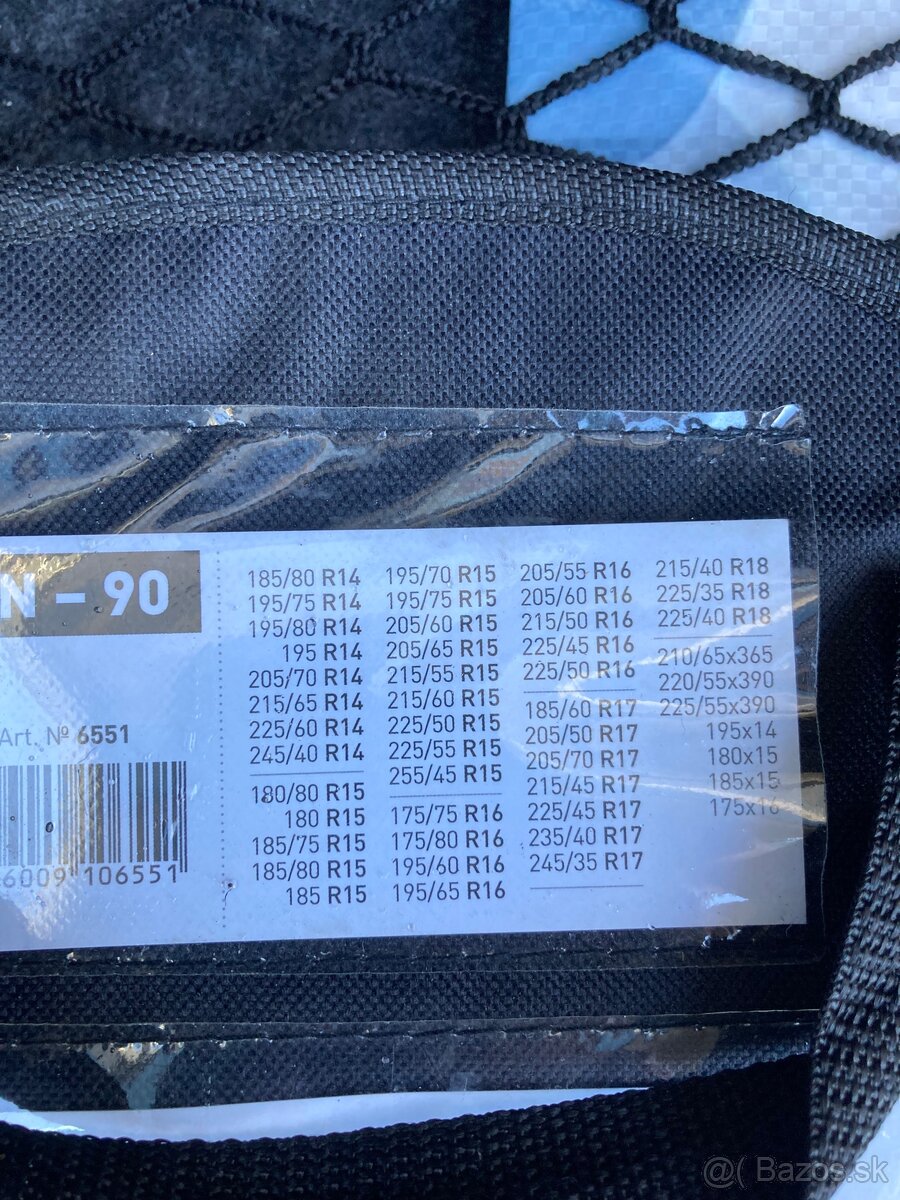 N – 90
Art. № 6551
6009 106551
185/80 R14
195/75 R14
195/80 R14
195 R14
205/70 R14
215/65 R14
225/60 R14
245/40 R14
180/80 R15
180 R15
185/75 R15
185/80 R15
185 R15
195/70 R15
195/75 R15
205/60 R15
205/65 R15
215/55 R15
215/60 R15
225/50 R15
225/55 R15
255/45 R15
175/75 R16
175/80 R16
195/60 R16
195/65 R16
205/55 R16
205/60 R16
215/50 R16
225/45 R16
225/50 R16
185/60 R17
205/50 R17
205/70 R17
215/45 R17
225/45 R17
235/40 R17
245/35 R17
215/40 R18
225/35 R18
225/40 R18
210/65x365
220/55x390
225/55x390
195x14
180x15
185x15
175x16
@( Bazos.sk